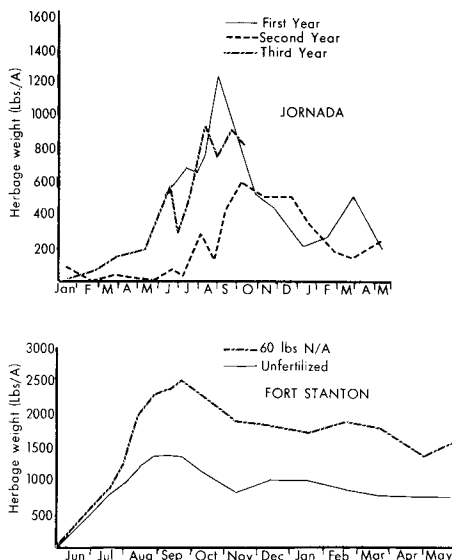 1600
1400
1200
1000
800
600
400
200
Herbage weight (Lbs./A)
First Year
Second Year
Third Year
JORNADA
Jan F M A M J J A S O N D J F M A M
3000
2500
2000
1500
1000
500
Herbage weight (Lbs/A)
60 lbs N/A
Unfertilized
FORT STANTON
Jun Jul Aug Sep Oct Nov Dec Jan Feb Mar Apr May